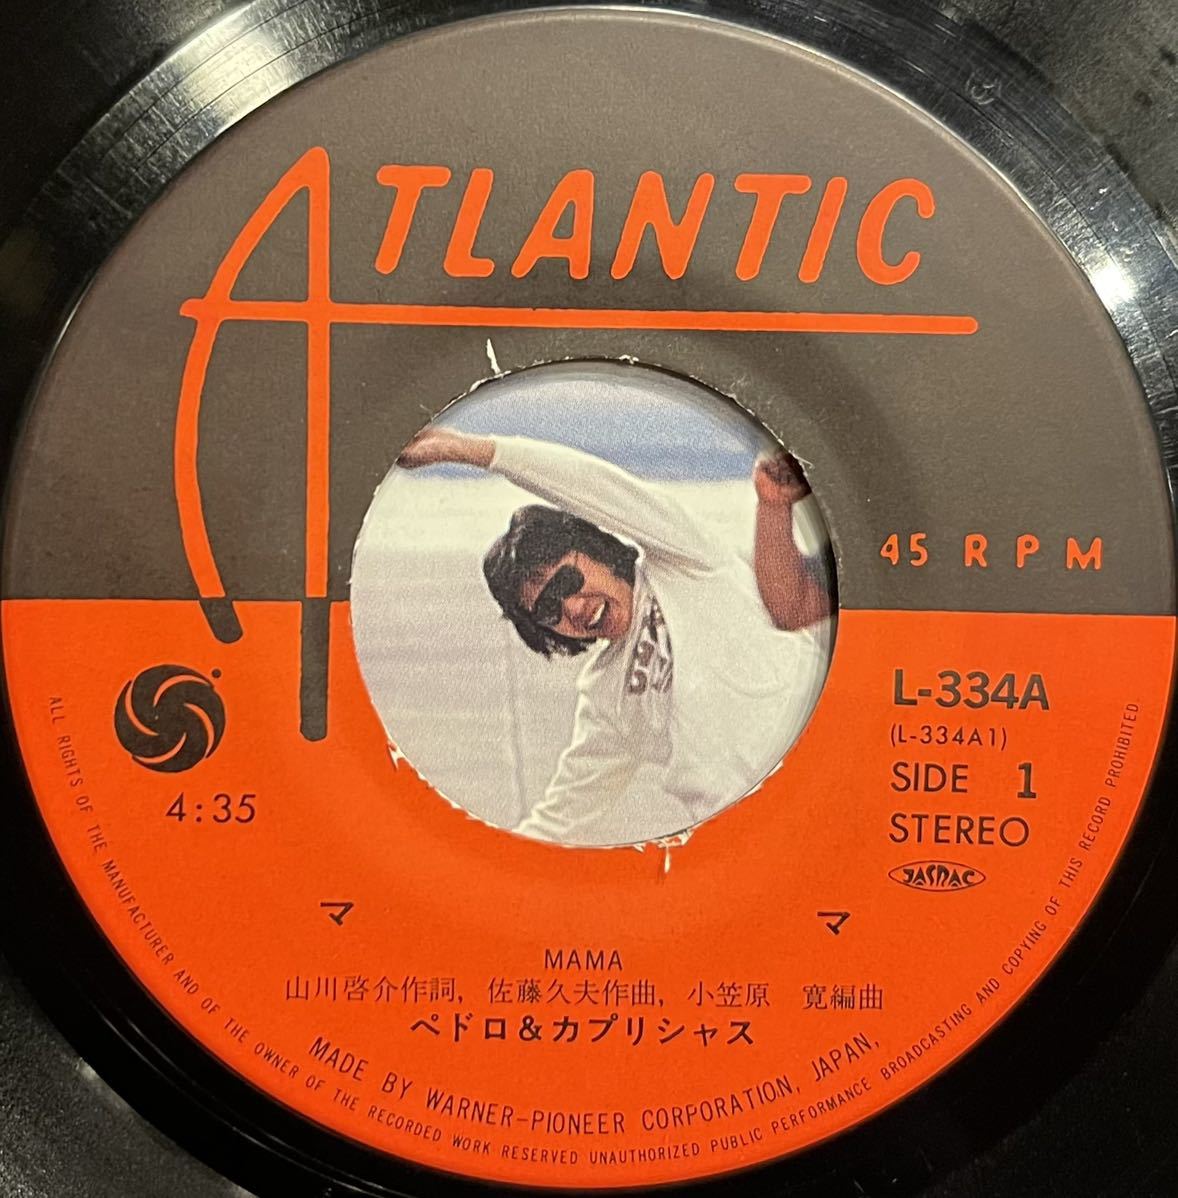 ATLANTIC
45 RPM
L-334A
(L-334A1)
SIDE 1
STEREO
JASRAC
4:35
ママ
MAMA
山川啓介作詞, 佐藤久夫作曲, 小笠原 寛編曲
ペドロ&カプリシャス
MADE BY WARNER-PIONEER CORPORATION, JAPAN,
ALL RIGHTS OF THE MANUFACTURER AND OF THE OWNER OF THE RECORDED WORK RESERVED UNAUTHORIZED PUBLIC PERFORMANCE BROADCASTING AND COPYING OF THIS RECORD PROHIBITED.